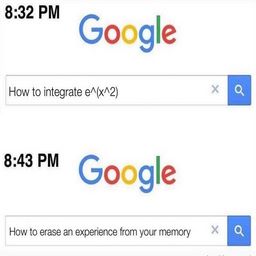 8:32 PM
Google
How to integrate e^(x^2)
8:43 PM
Google
How to erase an experience from your memory